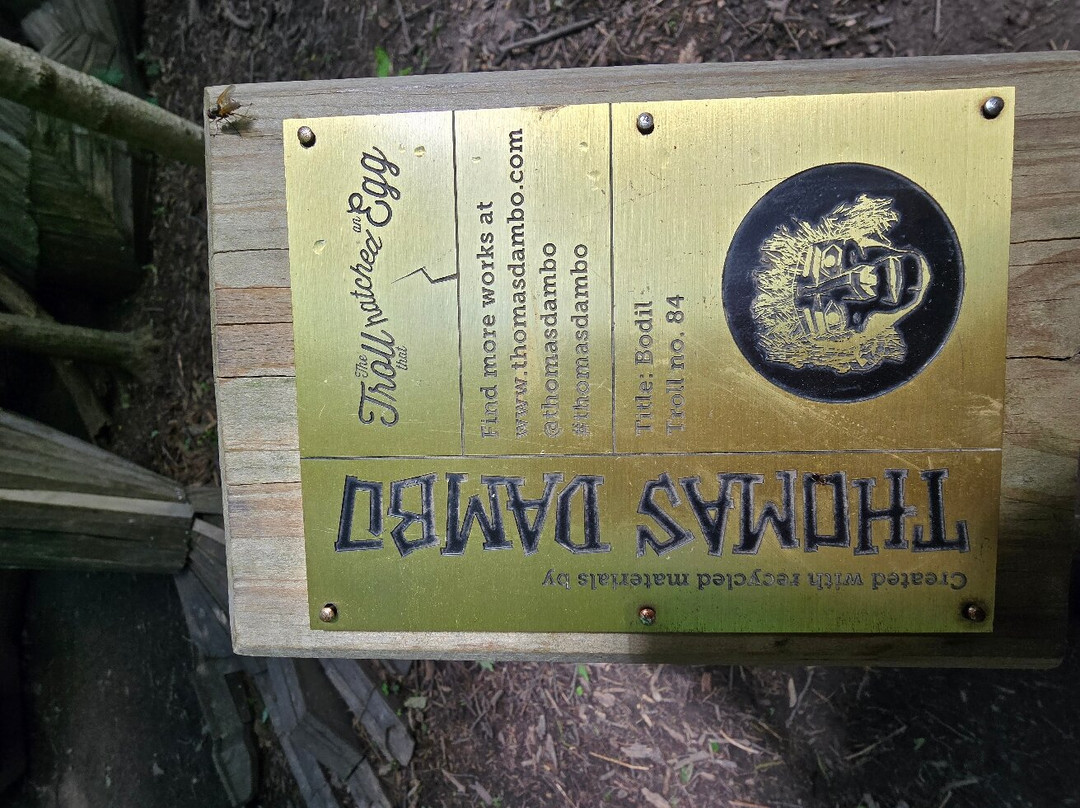 Created with recycled materials by
THOMAS DAMBO
Title: Bodil
Troll no. 84
Find more works at
www.thomasdambo.com
@thomasdambo
#thomasdambo
The
Troll that hatched an Egg